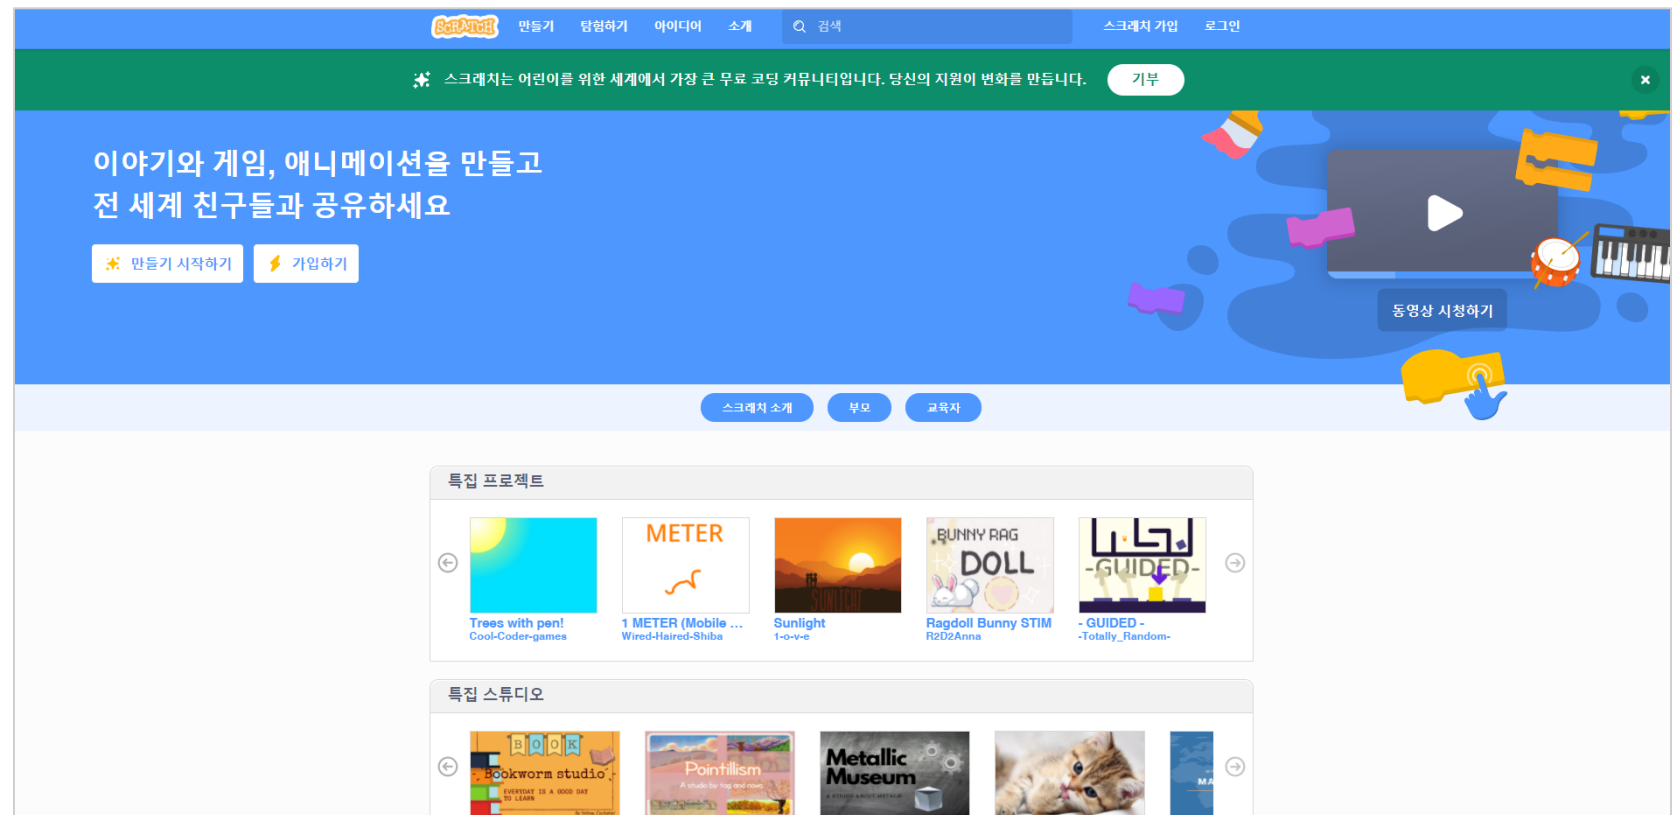 SCRATCH 만들기 탐험하기 아이디어 소개 검색 스크래치 가입 로그인
스크래치는 어린이를 위한 세계에서 가장 큰 무료 코딩 커뮤니티입니다. 당신의 지원이 변화를 만듭니다. 기부
이야기와 게임, 애니메이션을 만들고
전 세계 친구들과 공유하세요
만들기 시작하기 가입하기
동영상 시청하기
스크래치 소개 부모 교육자
특집 프로젝트
METER
SUNLIGHT
BUNNY RAG
DOLL
-GUIDED-
Trees with pen! 1 METER (Mobile ... Sunlight Ragdoll Bunny STIM - GUIDED -
Cool-Coder-games Wired-Haired-Shiba 1-o-v-e R2D2Anna -Totally_Random-
특집 스튜디오
BOOK
Bookworm studio
EVERYDAY IS A GOOD DAY
TO LEARN
Pointillism
Metallic
Museum
MA